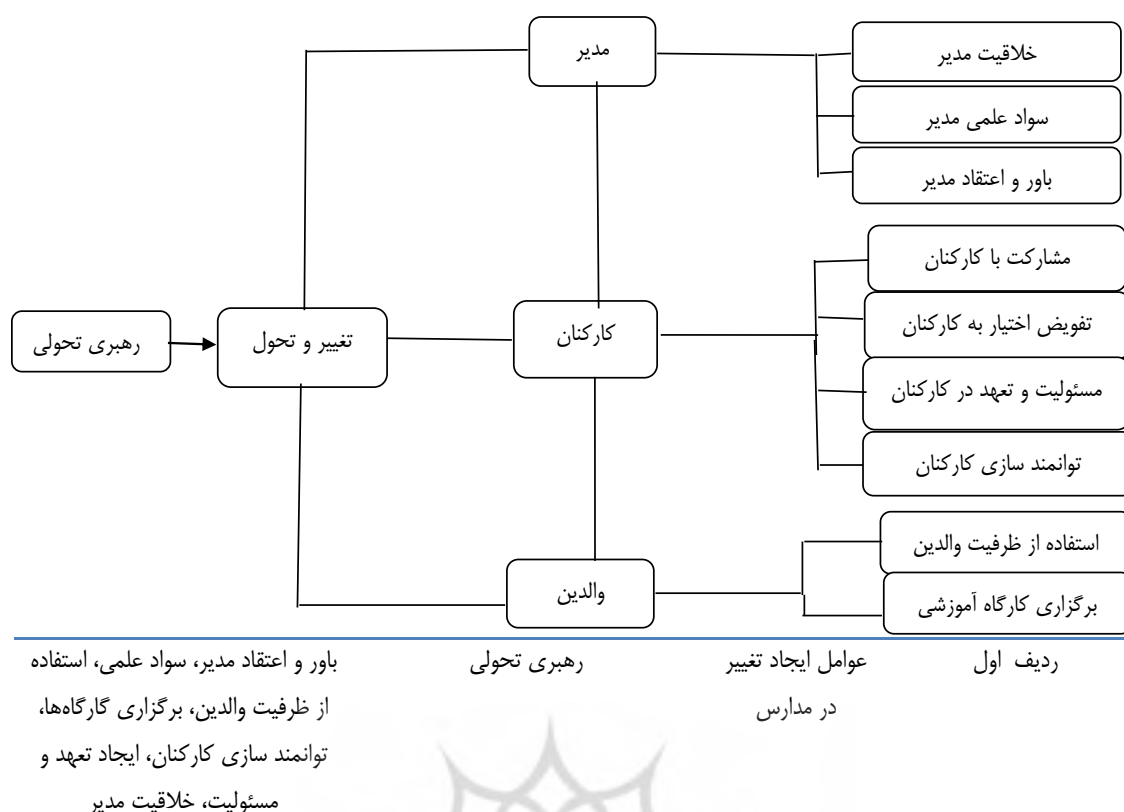 مدیر
خلاقیت مدیر
سواد علمی مدیر
باور و اعتقاد مدیر
مشارکت با کارکنان
تفویض اختیار به کارکنان
کارکنان
تغییر و تحول
رهبری تحولی
مسئولیت و تعهد در کارکنان
توانمند سازی کارکنان
استفاده از ظرفیت والدین
والدین
برگزاری کارگاه آموزشی
ردیف اول
عوامل ایجاد تغییر
در مدارس
رهبری تحولی
باور و اعتقاد مدیر، سواد علمی، استفاده
از ظرفیت والدین، برگزاری گارگاه‌ها،
توانمند سازی کارکنان، ایجاد تعهد و
مسئولیت، خلاقیت مدیر